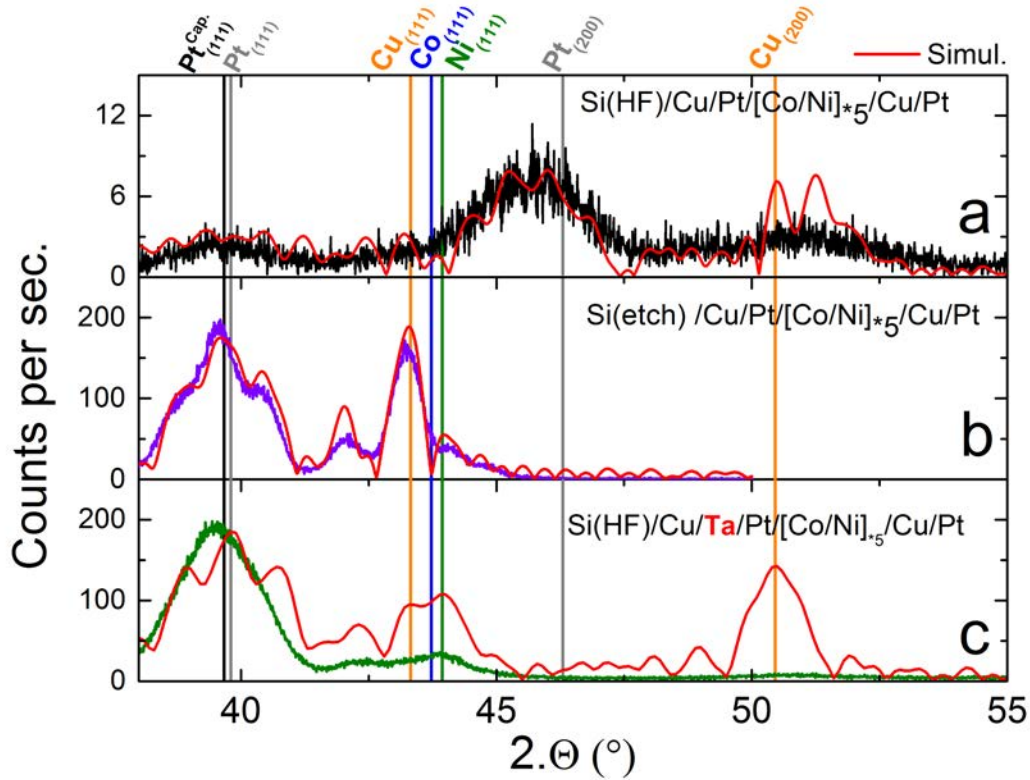 Pt Cap. (111)
Pt (111)
Cu (111)
Co (111)
Ni (111)
Pt (200)
Cu (200)
Simul.
Si(HF)/Cu/Pt/[Co/Ni]*5/Cu/Pt
12
6
0
a
Si(etch) /Cu/Pt/[Co/Ni]*5/Cu/Pt
200
100
0
b
Si(HF)/Cu/Ta/Pt/[Co/Ni]*5/Cu/Pt
200
100
0
c
Counts per sec.
40 45 50 55
2.Θ (°)